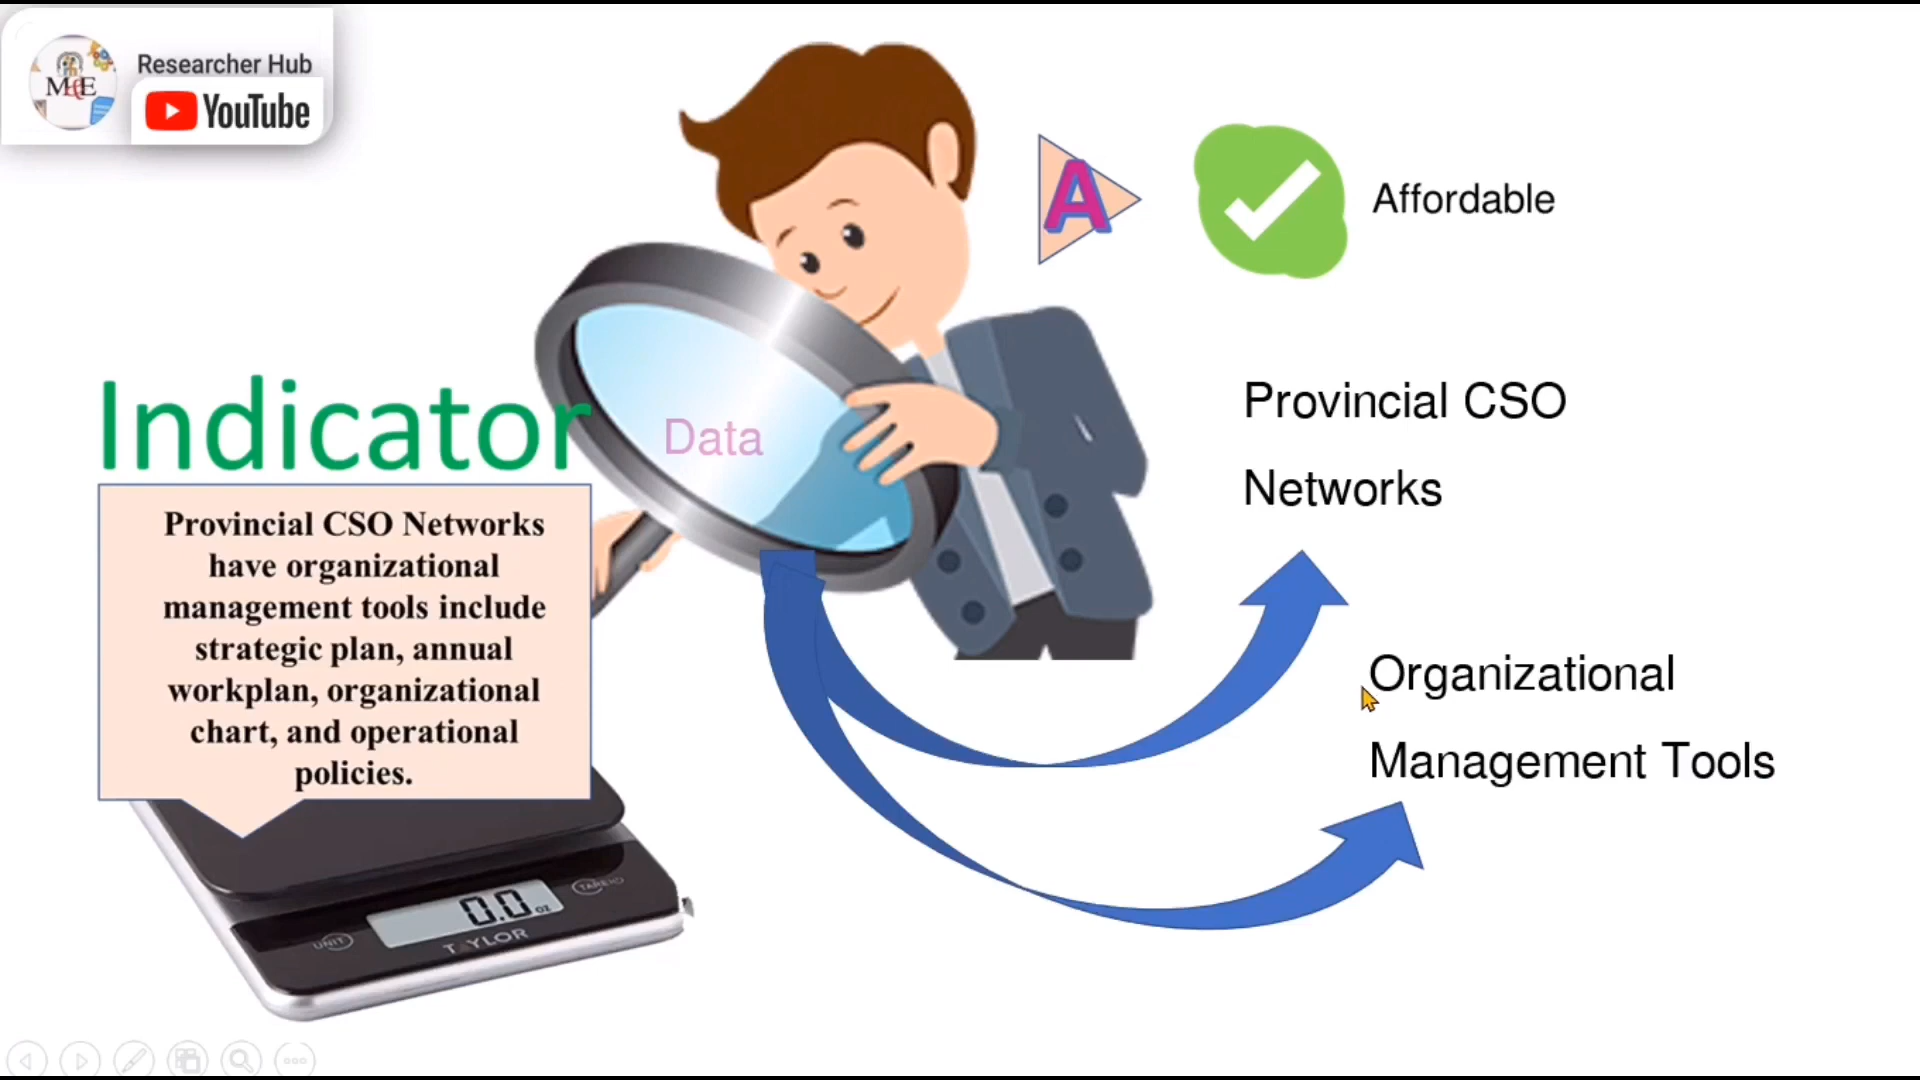 Researcher Hub
M&E
YouTube
A
Affordable
Indicator
Data
Provincial CSO
Networks
Provincial CSO Networks
have organizational
management tools include
strategic plan, annual
workplan, organizational
chart, and operational
policies.
Organizational
Management Tools
0.0 oz
UNIT
TAYLOR